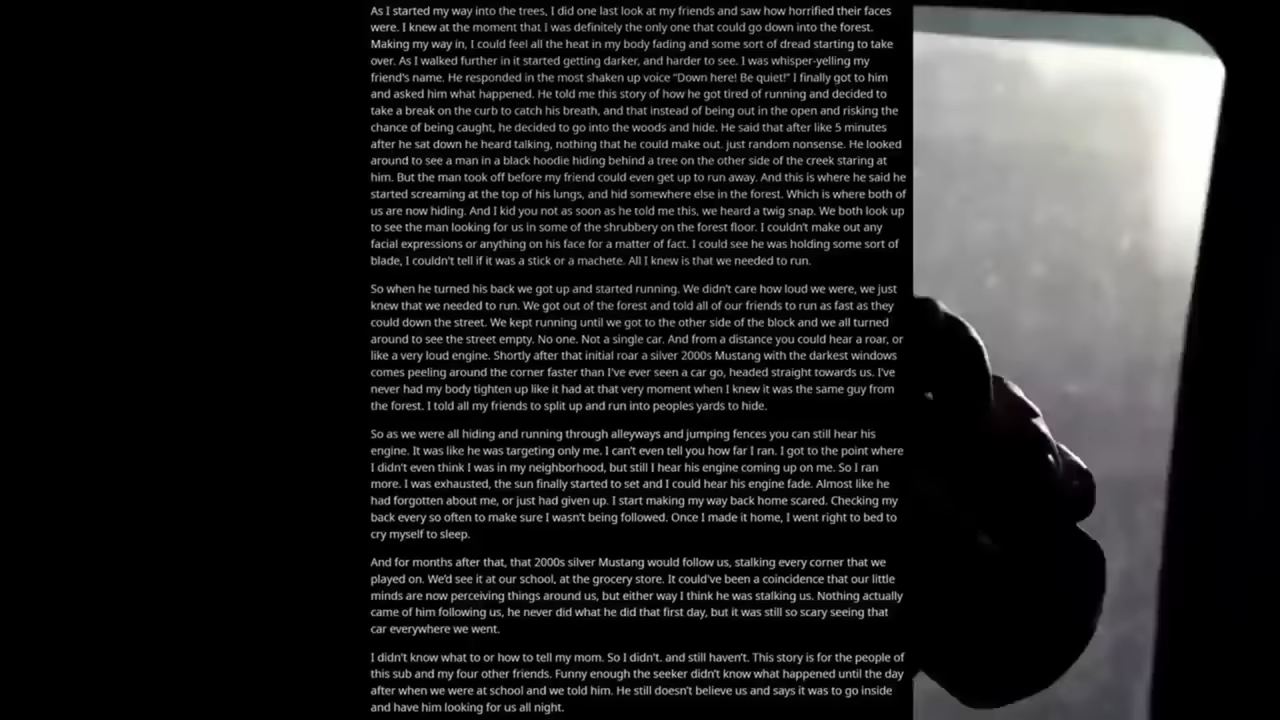 As I started my way into the trees, I did one last look at my friends and saw how horrified their faces
were. I knew at the moment that I was definitely the only one that could go down into the forest.
Making my way in, I could feel all the heat in my body fading and some sort of dread starting to take
over. As I walked further in it started getting darker, and harder to see. I was whisper-yelling my
friend's name. He responded in the most shaken up voice “Down here! Be quiet!” I finally got to him
and asked him what happened. He told me this story of how he got tired of running and decided to
take a break on the curb to catch his breath, and that instead of being out in the open and risking the
chance of being caught, he decided to go into the woods and hide. He said that after like 5 minutes
after he sat down he heard talking, nothing that he could make out. just random nonsense. He looked
around to see a man in a black hoodie hiding behind a tree on the other side of the creek staring at
him. But the man took off before my friend could even get up to run away. And this is where he said he
started screaming at the top of his lungs, and hid somewhere else in the forest. Which is where both of
us are now hiding. And I kid you not as soon as he told me this, we heard a twig snap. We both look up
to see the man looking for us in some of the shrubbery on the forest floor. I couldn’t make out any
facial expressions or anything on his face for a matter of fact. I could see he was holding some sort of
blade, I couldn't tell if it was a stick or a machete. All I knew is that we needed to run.
So when he turned his back we got up and started running. We didn’t care how loud we were, we just
knew that we needed to run. We got out of the forest and told all of our friends to run as fast as they
could down the street. We kept running until we got to the other side of the block and we all turned
around to see the street empty. No one. Not a single car. And from a distance you could hear a roar, or
like a very loud engine. Shortly after that initial roar a silver 2000s Mustang with the darkest windows
comes peeling around the corner faster than I’ve ever seen a car go, headed straight towards us. I’ve
never had my body tighten up like it had at that very moment when I knew it was the same guy from
the forest. I told all my friends to split up and run into peoples yards to hide.
So as we were all hiding and running through alleyways and jumping fences you can still hear his
engine. It was like he was targeting only me. I can’t even tell you how far I ran. I got to the point where
I didn’t even think I was in my neighborhood, but still I hear his engine coming up on me. So I ran
more. I was exhausted, the sun finally started to set and I could hear his engine fade. Almost like he
had forgotten about me, or just had given up. I start making my way back home scared. Checking my
back every so often to make sure I wasn’t being followed. Once I made it home, I went right to bed to
cry myself to sleep.
And for months after that, that 2000s silver Mustang would follow us, stalking every corner that we
played on. We’d see it at our school, at the grocery store. It could’ve been a coincidence that our little
minds are now perceiving things around us, but either way I think he was stalking us. Nothing actually
came of him following us, he never did what he did that first day, but it was still so scary seeing that
car everywhere we went.
I didn’t know what to or how to tell my mom. So I didn’t. and still haven’t. This story is for the people of
this sub and my four other friends. Funny enough the seeker didn’t know what happened until the day
after when we were at school and we told him. He still doesn’t believe us and says it was to go inside
and have him looking for us all night.